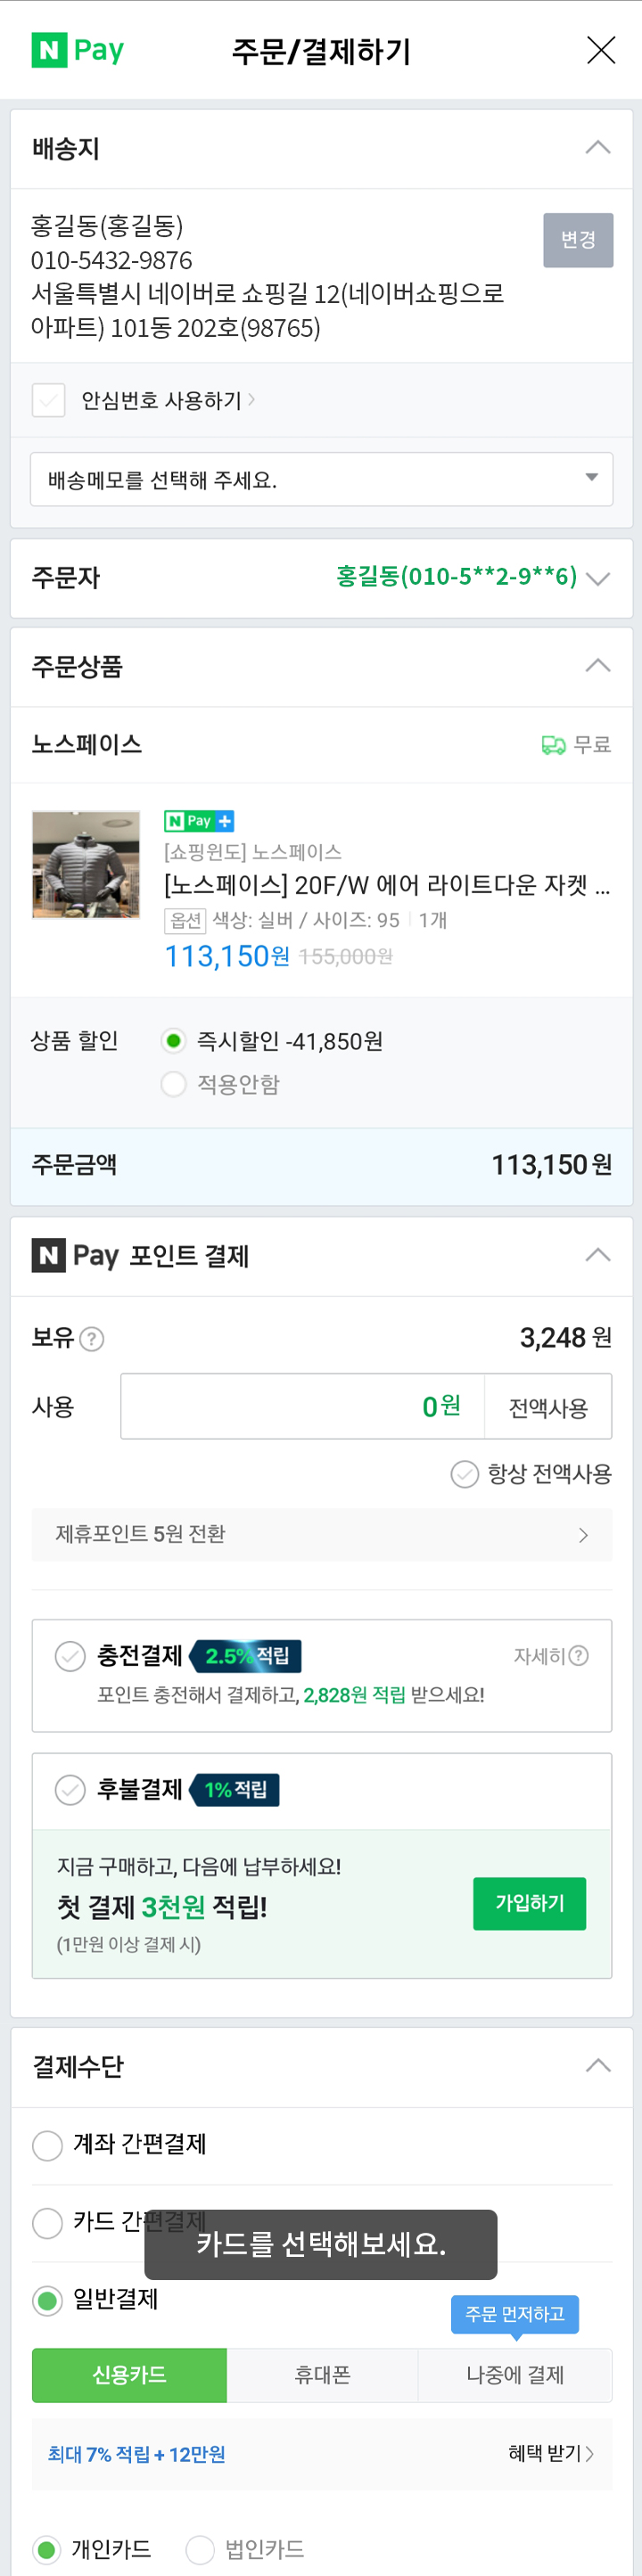 N Pay 주문/결제하기
배송지
홍길동(홍길동)
변경
010-5432-9876
서울특별시 네이버로 쇼핑길 12(네이버쇼핑으로
아파트) 101동 202호(98765)
안심번호 사용하기
배송메모를 선택해 주세요.
주문자 홍길동(010-5**2-9**6)
주문상품
노스페이스 무료
N Pay +
[쇼핑윈도] 노스페이스
[노스페이스] 20F/W 에어 라이트다운 자켓 ...
옵션 색상: 실버 / 사이즈: 95 | 1개
113,150원 155,000원
상품 할인 즉시할인 -41,850원
적용안함
주문금액 113,150원
N Pay 포인트 결제
보유 ? 3,248 원
사용 0원 전액사용
항상 전액사용
제휴포인트 5원 전환
충전결제 2.5% 적립 자세히 ?
포인트 충전해서 결제하고, 2,828원 적립 받으세요!
후불결제 1% 적립
지금 구매하고, 다음에 납부하세요!
첫 결제 3천원 적립!
가입하기
(1만원 이상 결제 시)
결제수단
계좌 간편결제
카드 간편결제
카드를 선택해보세요.
일반결제
주문 먼저하고
신용카드 휴대폰 나중에 결제
최대 7% 적립 + 12만원 혜택 받기
개인카드 법인카드